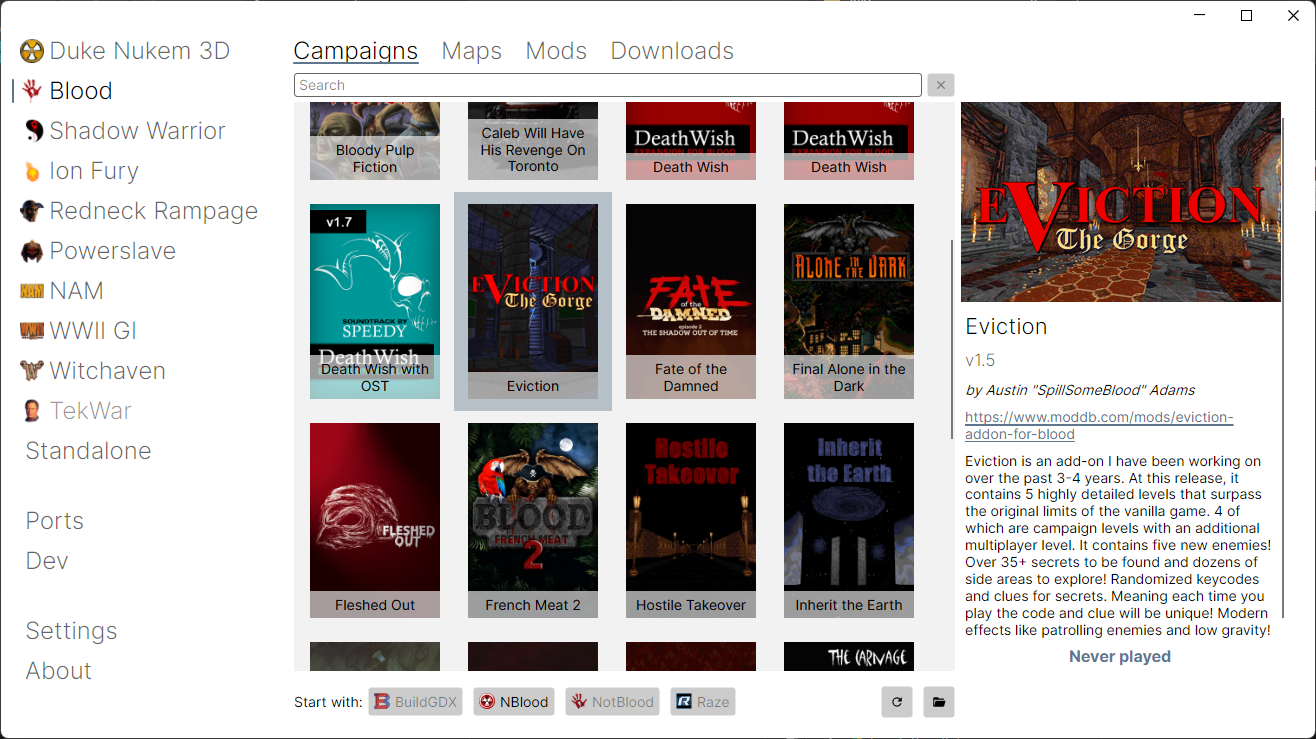 Duke Nukem 3D
Blood
Shadow Warrior
Ion Fury
Redneck Rampage
Powerslave
NAM
WWII GI
Witchaven
TekWar
Standalone
Ports
Dev
Settings
About
Campaigns Maps Mods Downloads
Search
Bloody Pulp
Fiction
Caleb Will Have
His Revenge On
Toronto
DeathWish
EXPANSION FOR BLOOD
Death Wish
DeathWish
EXPANSION FOR BLOOD
Death Wish
v1.7
SOUNDTRACK BY
SPEEDY
DeathWish
Death Wish with
OST
EVICTION
The Gorge
Eviction
FATE
of the
DAMNED
episode 2
THE SHADOW OUT OF TIME
Fate of the
Damned
ALONE IN THE DARK
Final Alone in the
Dark
FLESHED
OUT
Fleshed Out
BLOOD
FRENCH MEAT
2
French Meat 2
Hostile
Takeover
Hostile Takeover
Inherit
the Earth
Inherit the Earth
THE CARNAGE
Start with: BuildGDX NBlood NotBlood Raze
EVICTION
The Gorge
Eviction
v1.5
by Austin "SpillSomeBlood" Adams
https://www.moddb.com/mods/eviction-
addon-for-blood
Eviction is an add-on I have been working on
over the past 3-4 years. At this release, it
contains 5 highly detailed levels that surpass
the original limits of the vanilla game. 4 of
which are campaign levels with an additional
multiplayer level. It contains five new enemies!
Over 35+ secrets to be found and dozens of
side areas to explore! Randomized keycodes
and clues for secrets. Meaning each time you
play the code and clue will be unique! Modern
effects like patrolling enemies and low gravity!
Never played